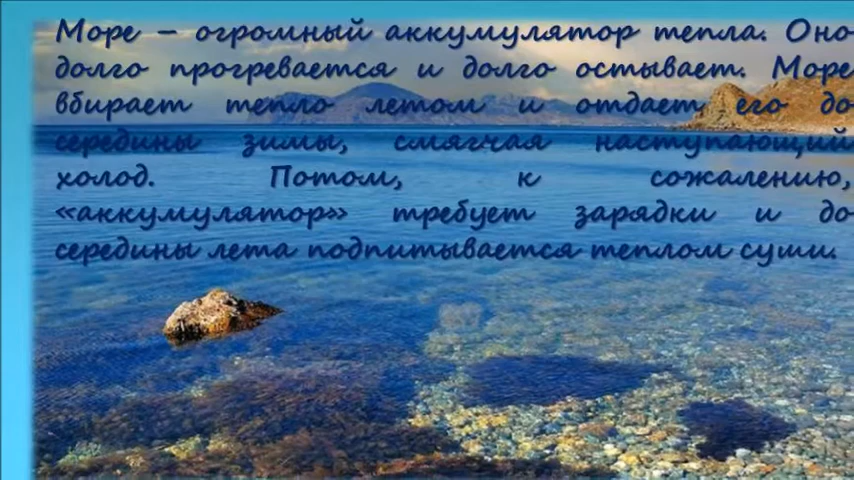 Море – огромный аккумулятор тепла. Оно
долго прогревается и долго остывает. Море
вбирает тепло летом и отдает его до
середины зимы, смягчая наступающий
холод. Потом, к сожалению,
«аккумулятор» требует зарядки и до
середины лета подпитывается теплом суши.